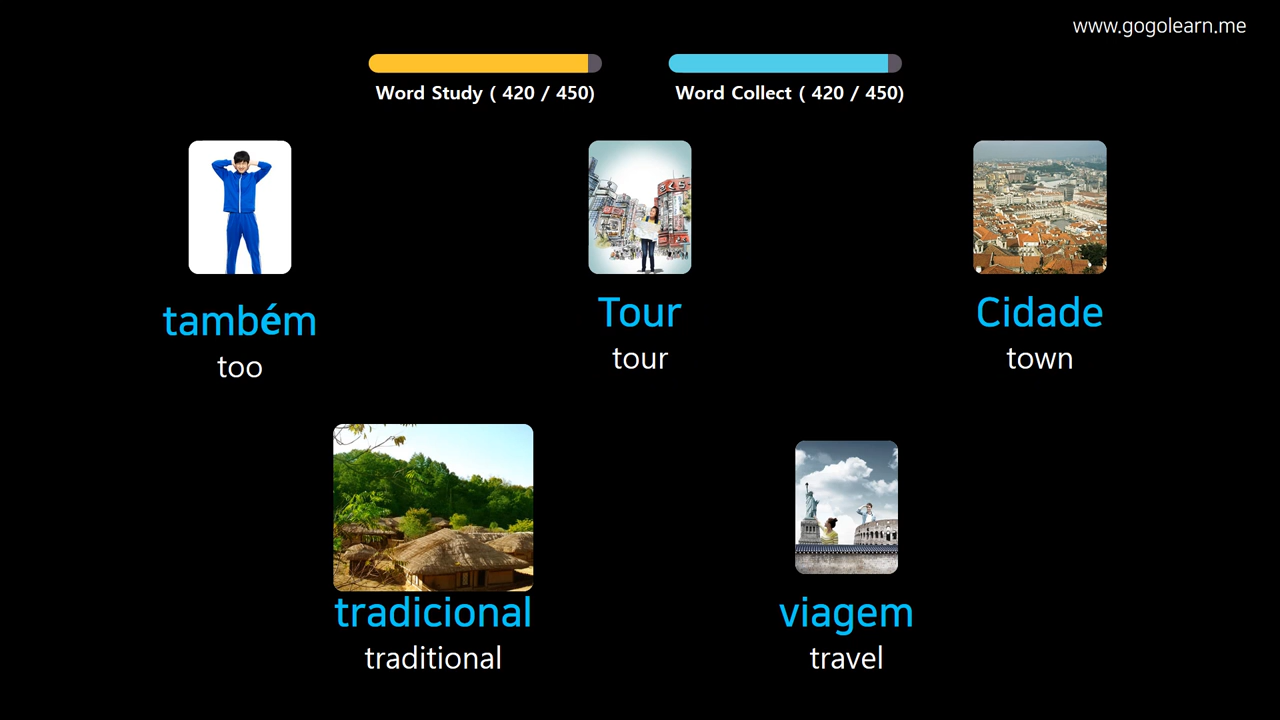 www.gogolearn.me
Word Study ( 420 / 450)
Word Collect ( 420 / 450)
também
too
Tour
tour
Cidade
town
tradicional
traditional
viagem
travel